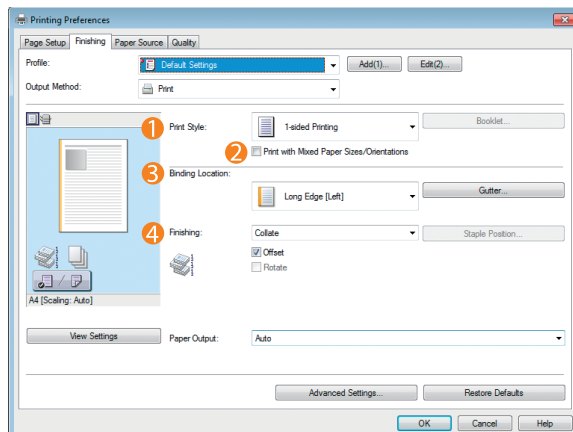 Printing Preferences
Page Setup Finishing Paper Source Quality
Profile: Default Settings Add(1)... Edit(2)...
Output Method: Print
1 Print Style: 1-sided Printing Booklet...
2 Print with Mixed Paper Sizes/Orientations
3 Binding Location:
Long Edge [Left] Gutter...
4 Finishing: Collate Staple Position...
Offset
Rotate
A4 [Scaling: Auto]
View Settings Paper Output: Auto
Advanced Settings... Restore Defaults
OK Cancel Help